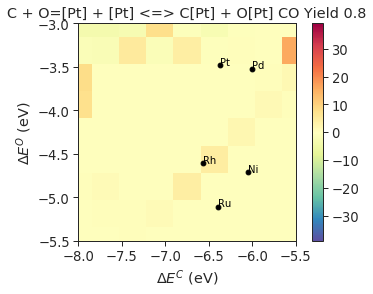 C + O=[Pt] + [Pt] <=> C[Pt] + O[Pt] CO Yield 0.8
−3.0
−3.5
−4.0
−4.5
−5.0
−5.5
ΔE^O (eV)
Pt
Pd
Rh
Ni
Ru
−8.0 −7.5 −7.0 −6.5 −6.0 −5.5
ΔE^C (eV)
30
20
10
0
−10
−20
−30